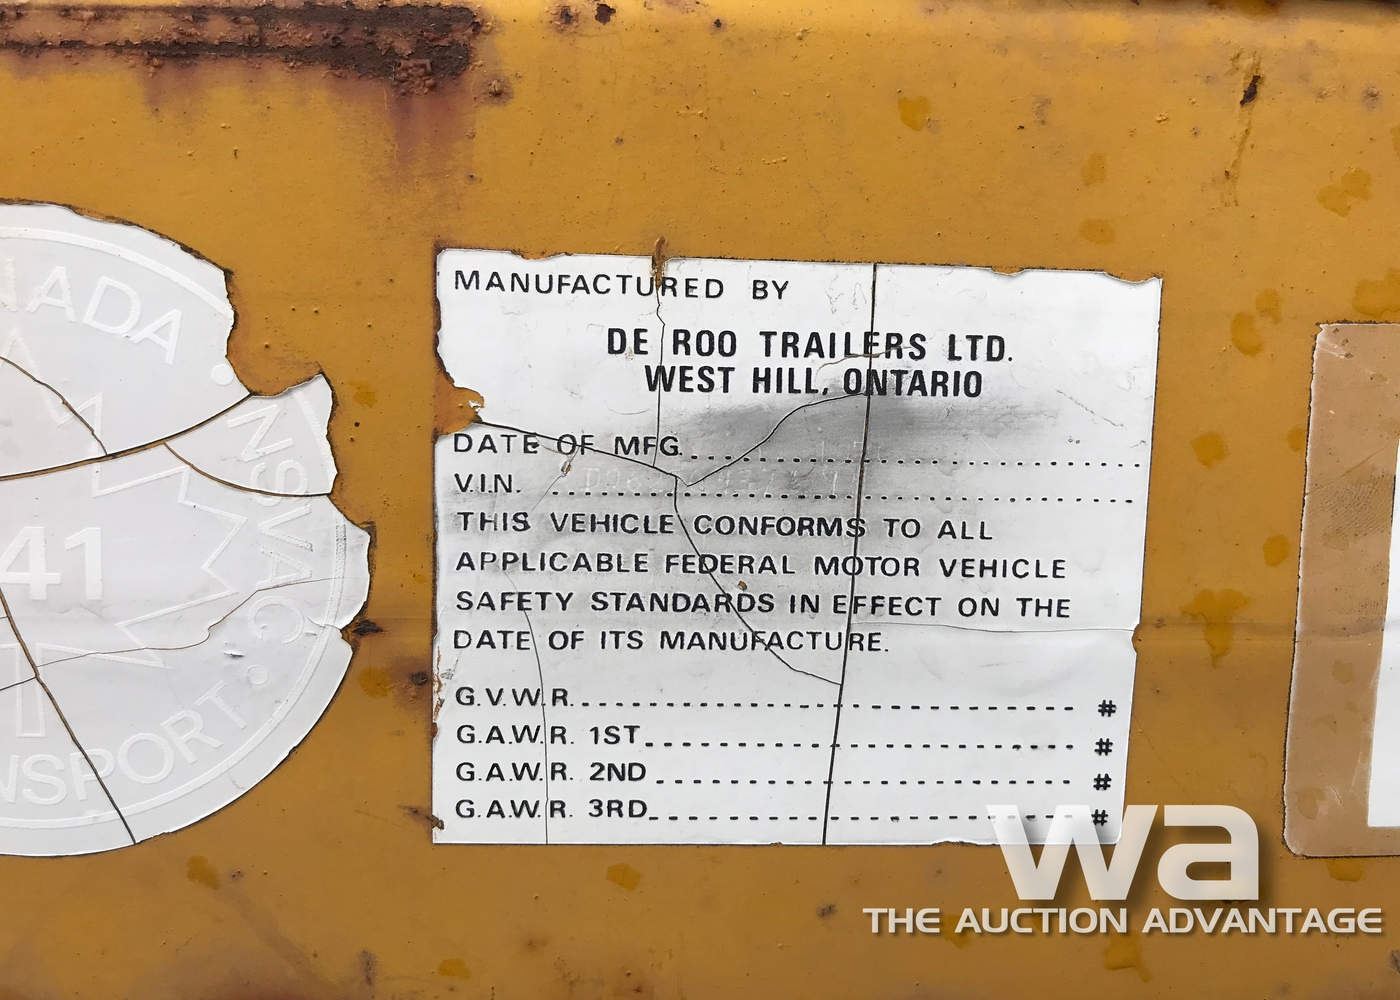 MANUFACTURED BY
DE ROO TRAILERS LTD.
WEST HILL, ONTARIO
DATE OF MFG.
V.I.N.
THIS VEHICLE CONFORMS TO ALL
APPLICABLE FEDERAL MOTOR VEHICLE
SAFETY STANDARDS IN EFFECT ON THE
DATE OF ITS MANUFACTURE.
G.V.W.R. #
G.A.W.R. 1ST #
G.A.W.R. 2ND #
G.A.W.R. 3RD #
NADA
NSVAC
41
NSPORT
wa
THE AUCTION ADVANTAGE